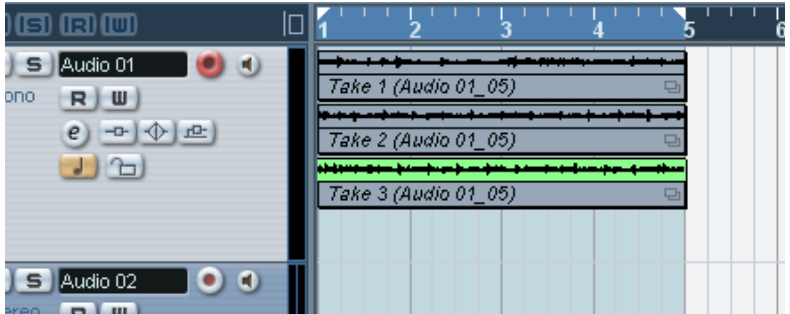 [S] [R] [W]
1 2 3 4 5 6
S Audio 01
ono R W
e
Take 1 (Audio 01_05)
Take 2 (Audio 01_05)
Take 3 (Audio 01_05)
S Audio 02